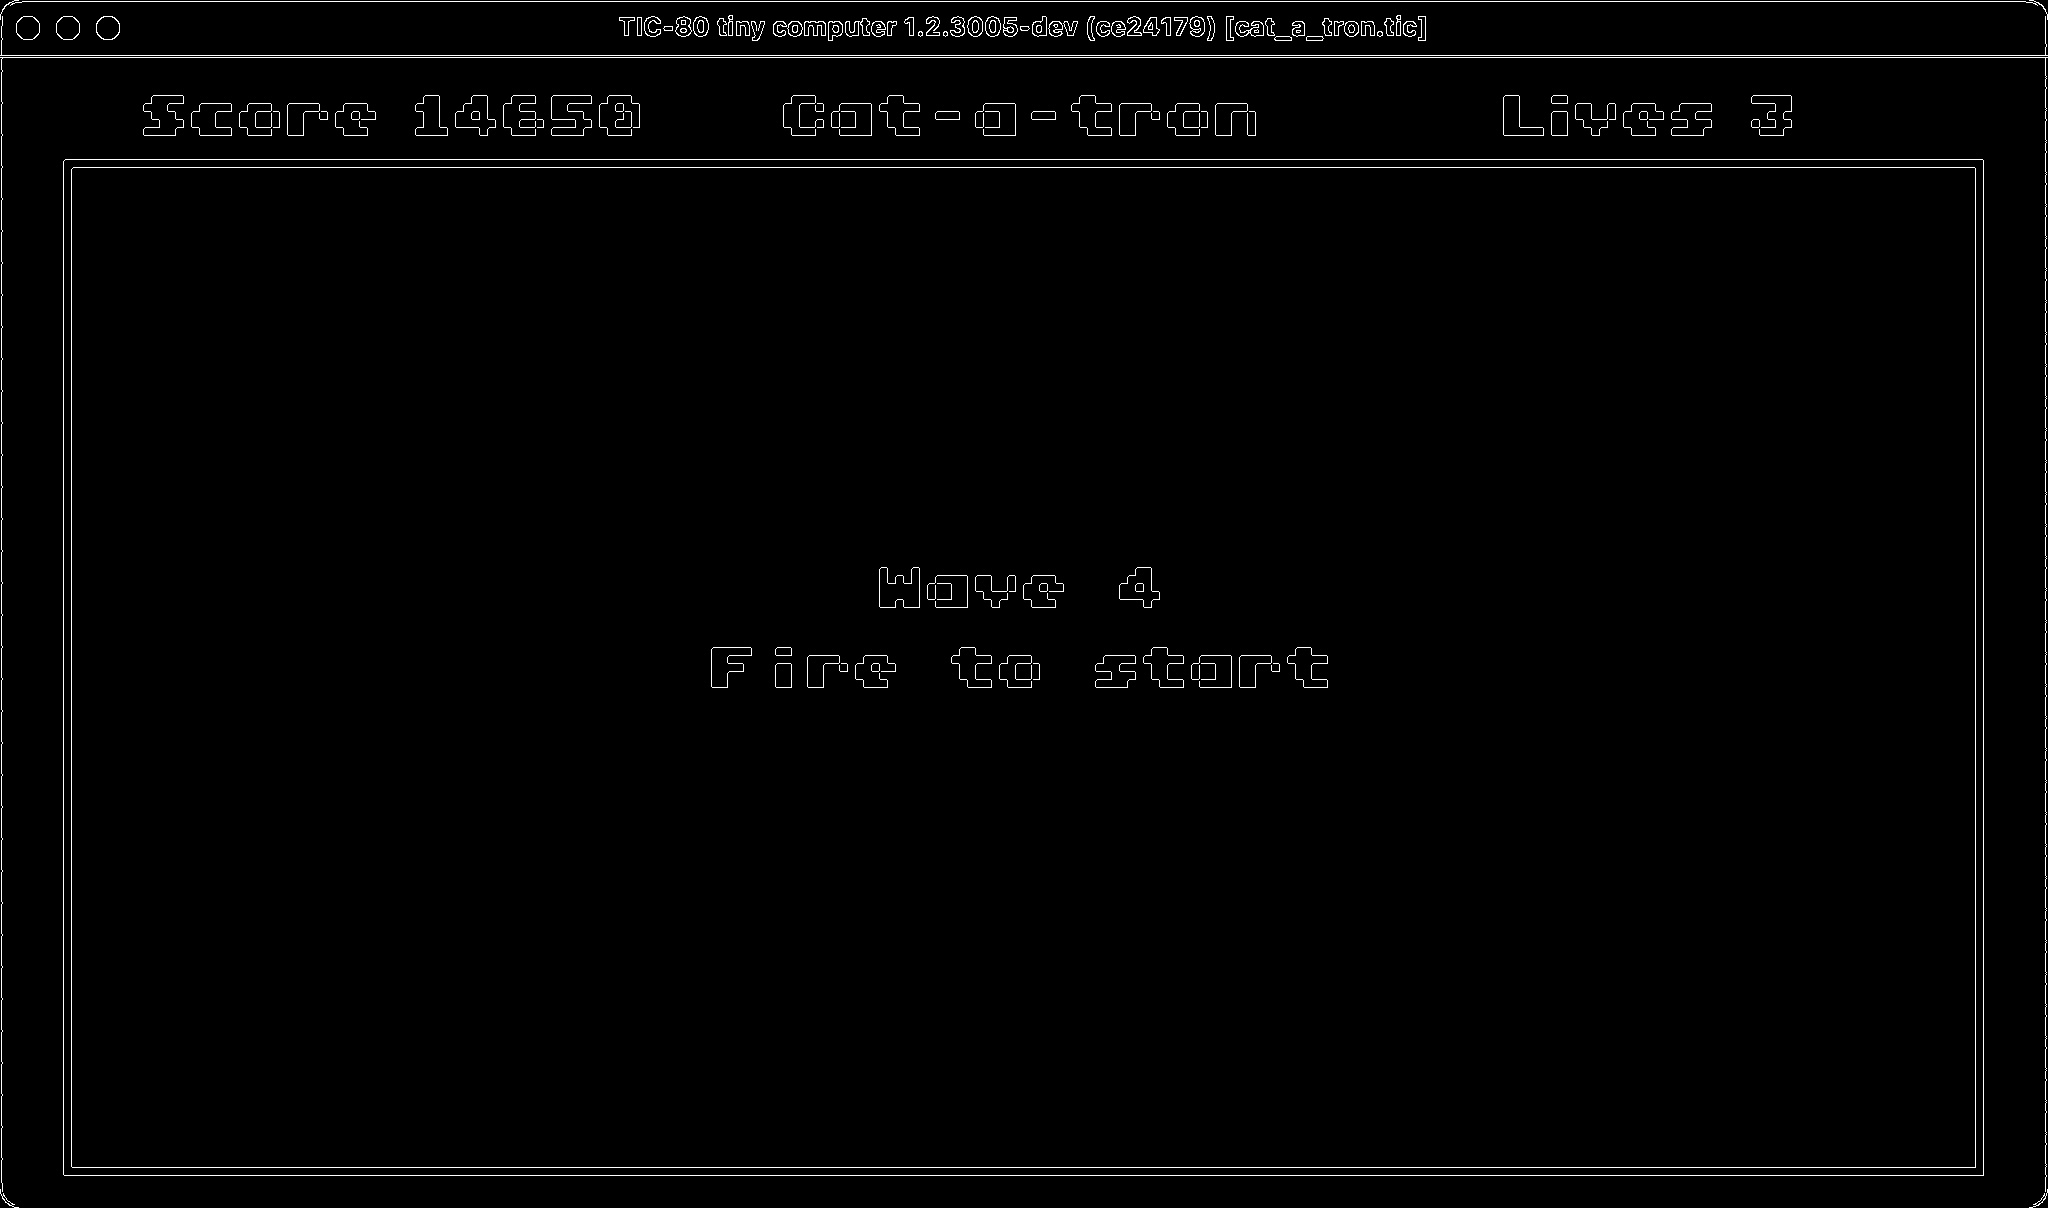 TIC-80 tiny computer 1.2.3005-dev (ce24179) [cat_a_tron.tic]
Score 14650 Cat-a-tron Lives 3
Wave 4
Fire to start